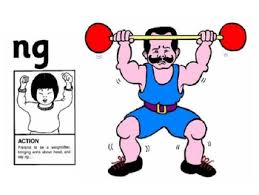 ng
ACTION
Pretend to be a weightlifter,
bringing arms above head, and
say ng...